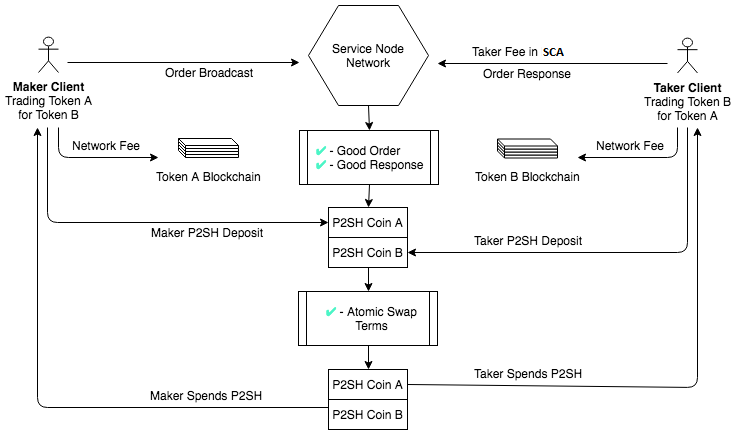 Service Node
Network
Order Broadcast
Taker Fee in SCA
Order Response
Maker Client
Trading Token A
for Token B
Taker Client
Trading Token B
for Token A
Network Fee
Token A Blockchain
✔ - Good Order
✔ - Good Response
Network Fee
Token B Blockchain
Maker P2SH Deposit
P2SH Coin A
P2SH Coin B
Taker P2SH Deposit
✔ - Atomic Swap
Terms
Taker Spends P2SH
P2SH Coin A
Maker Spends P2SH
P2SH Coin B